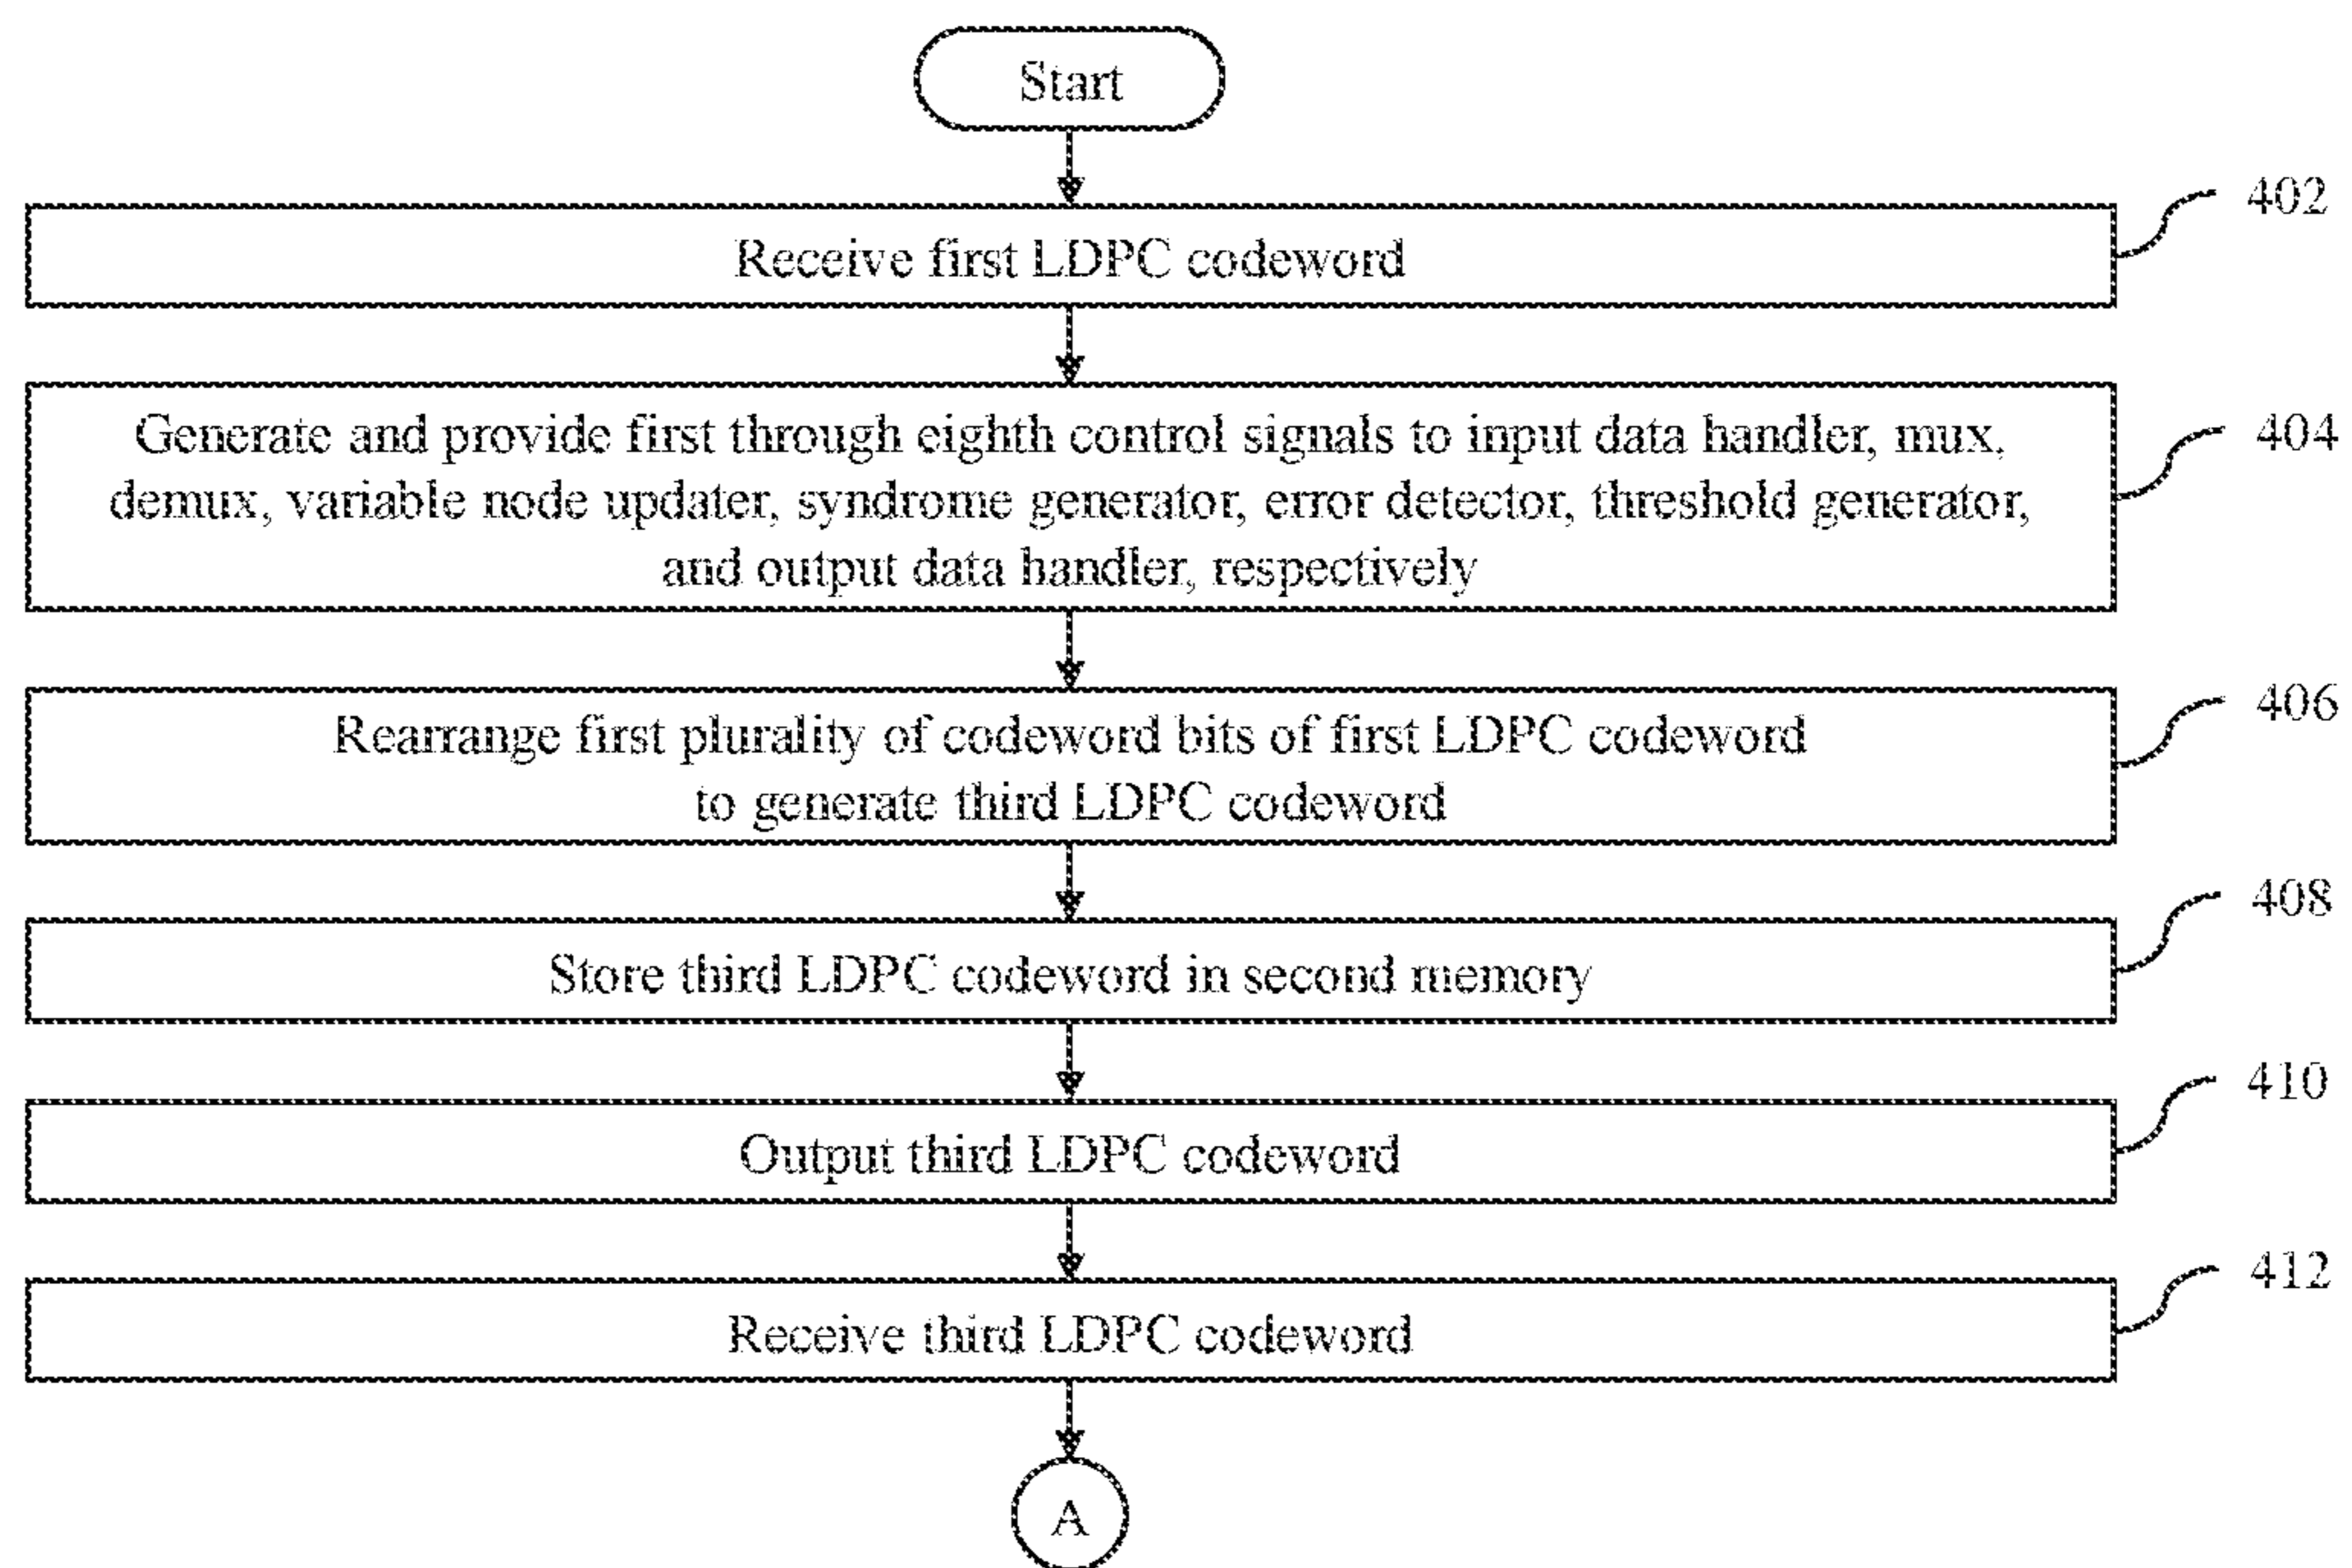 Start
402
Receive first LDPC codeword
404
Generate and provide first through eighth control signals to input data handler, mux,
demux, variable node updater, syndrome generator, error detector, threshold generator,
and output data handler, respectively
406
Rearrange first plurality of codeword bits of first LDPC codeword
to generate third LDPC codeword
408
Store third LDPC codeword in second memory
410
Output third LDPC codeword
412
Receive third LDPC codeword
A